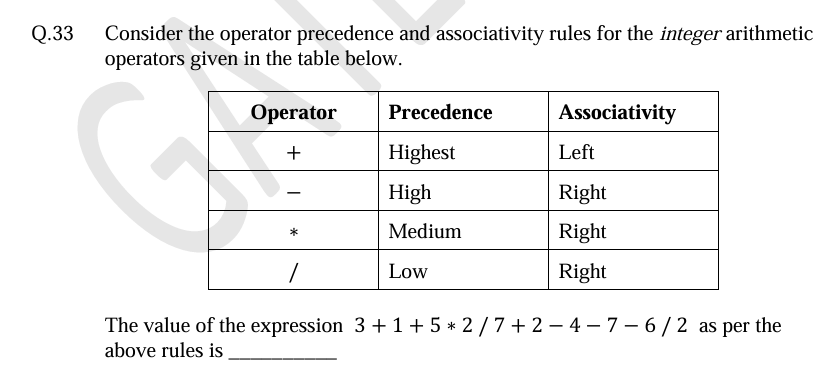 Q.33 Consider the operator precedence and associativity rules for the integer arithmetic
operators given in the table below.
Operator Precedence Associativity
+ Highest Left
− High Right
* Medium Right
/ Low Right
The value of the expression 3 + 1 + 5 ∗ 2 / 7 + 2 − 4 − 7 − 6 / 2 as per the
above rules is __________